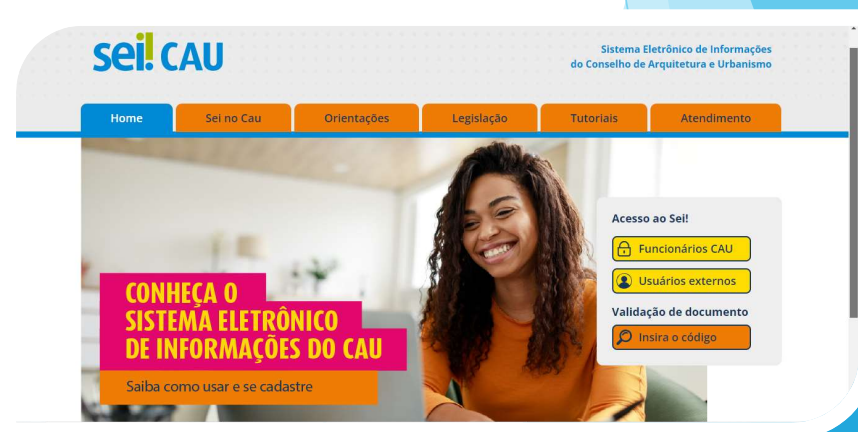 sei! CAU
Sistema Eletrônico de Informações
do Conselho de Arquitetura e Urbanismo
Home
Sei no Cau
Orientações
Legislação
Tutoriais
Atendimento
CONHEÇA O
SISTEMA ELETRÔNICO
DE INFORMAÇÕES DO CAU
Saiba como usar e se cadastre
Acesso ao Sei!
Funcionários CAU
Usuários externos
Validação de documento
Insira o código